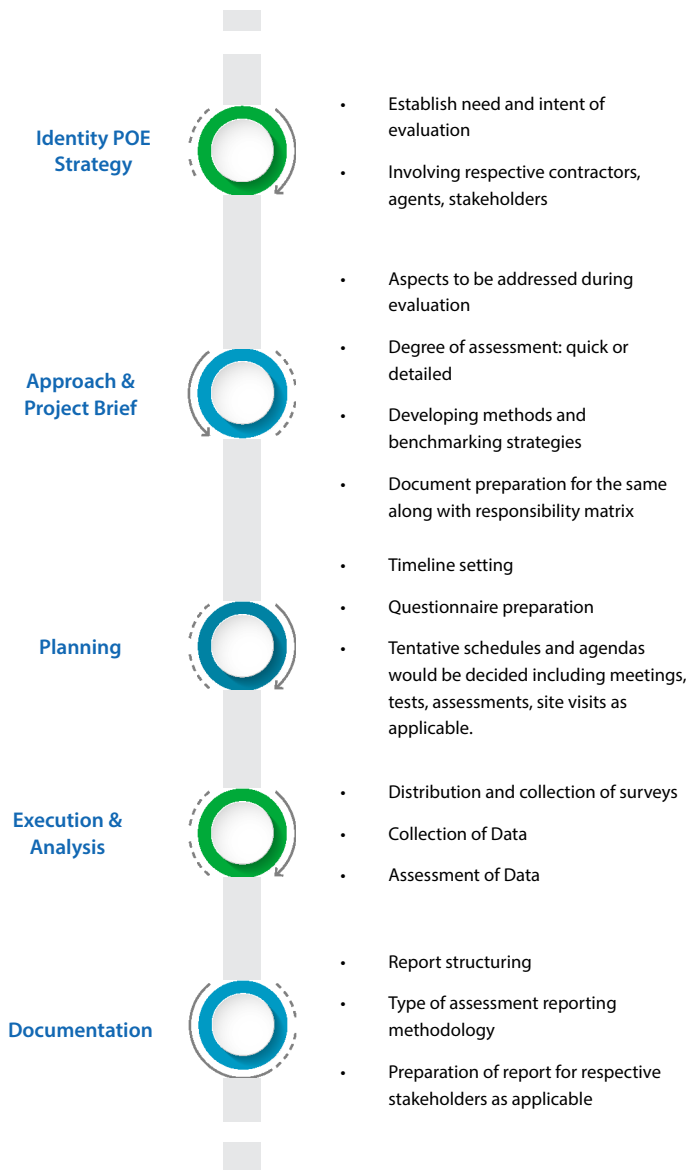 Identity POE
Strategy
• Establish need and intent of
evaluation
• Involving respective contractors,
agents, stakeholders
Approach &
Project Brief
• Aspects to be addressed during
evaluation
• Degree of assessment: quick or
detailed
• Developing methods and
benchmarking strategies
• Document preparation for the same
along with responsibility matrix
Planning
• Timeline setting
• Questionnaire preparation
• Tentative schedules and agendas
would be decided including meetings,
tests, assessments, site visits as
applicable.
Execution &
Analysis
• Distribution and collection of surveys
• Collection of Data
• Assessment of Data
Documentation
• Report structuring
• Type of assessment reporting
methodology
• Preparation of report for respective
stakeholders as applicable